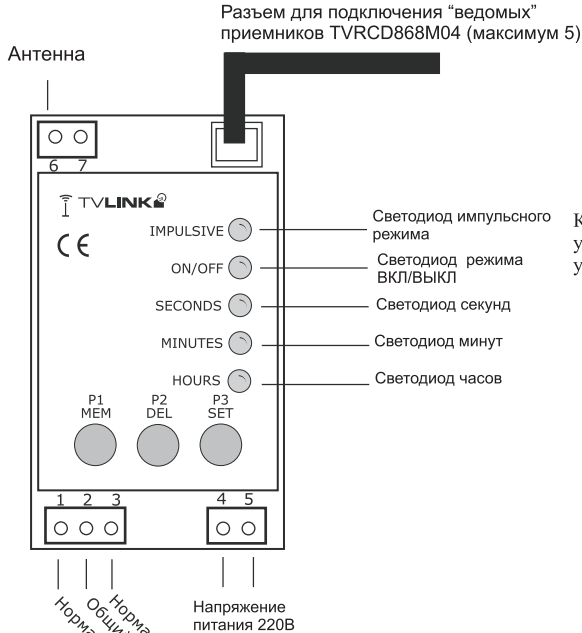 Разъем для подключения “ведомых”
приемников TVRCD868M04 (максимум 5)
Антенна
6 7
TVLINK
CE
IMPULSIVE
Светодиод импульсного
режима
ON/OFF
Светодиод режима
ВКЛ/ВЫКЛ
SECONDS
Светодиод секунд
MINUTES
Светодиод минут
HOURS
Светодиод часов
P1 P2 P3
MEM DEL SET
1 2 3 4 5
Напряжение
питания 220В